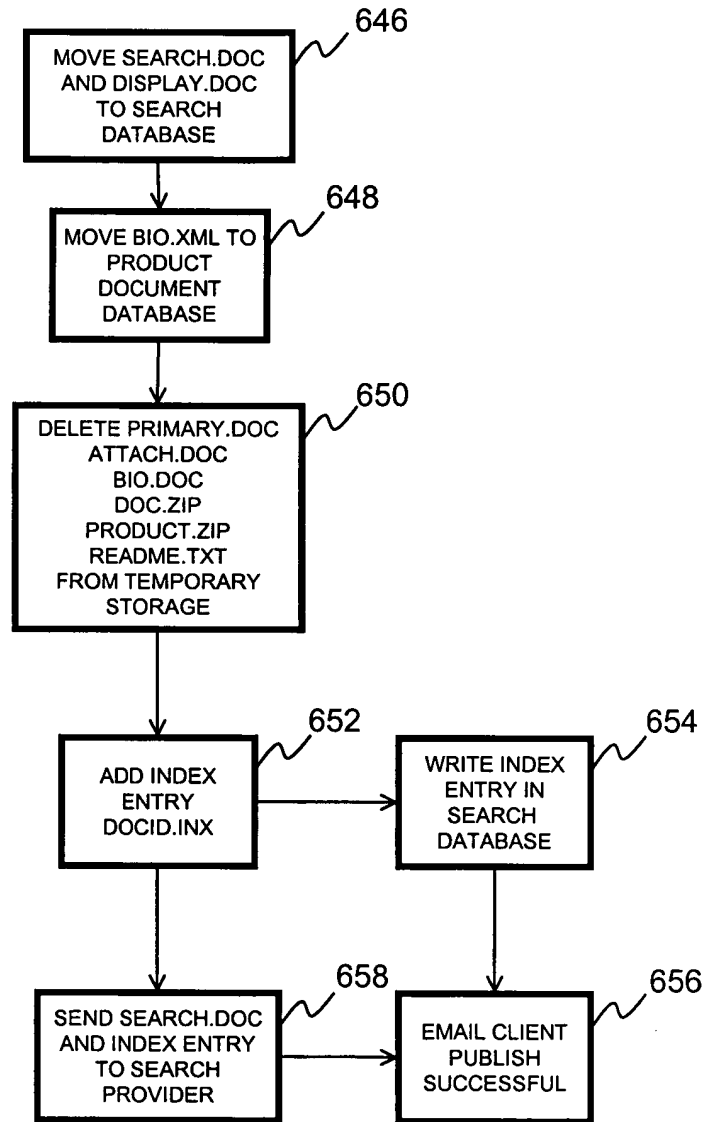 646
MOVE SEARCH.DOC
AND DISPLAY.DOC
TO SEARCH
DATABASE
648
MOVE BIO.XML TO
PRODUCT
DOCUMENT
DATABASE
650
DELETE PRIMARY.DOC
ATTACH.DOC
BIO.DOC
DOC.ZIP
PRODUCT.ZIP
README.TXT
FROM TEMPORARY
STORAGE
652
ADD INDEX
ENTRY
DOCID.INX
654
WRITE INDEX
ENTRY IN
SEARCH
DATABASE
658
SEND SEARCH.DOC
AND INDEX ENTRY
TO SEARCH
PROVIDER
656
EMAIL CLIENT
PUBLISH
SUCCESSFUL